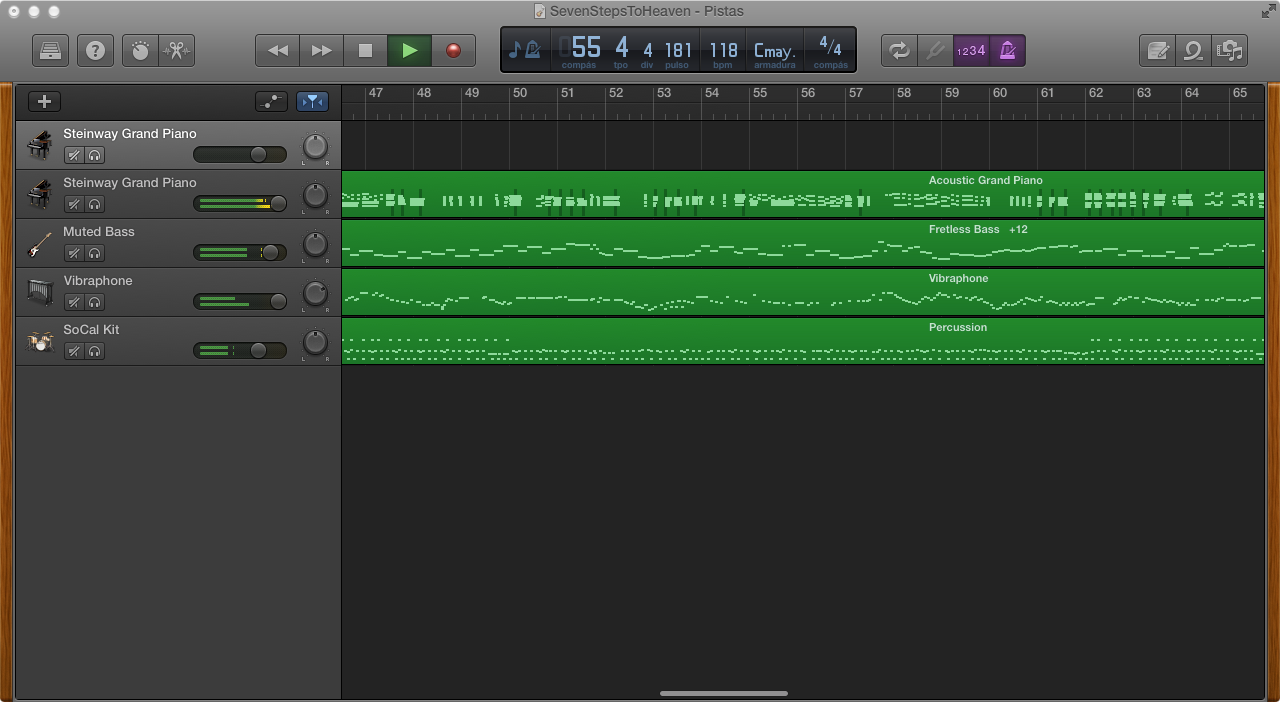 SevenStepsToHeaven - Pistas
55 4 4 181 118 Cmay. 4/4
compás tpo div pulso bpm armadura compás
1234
47 48 49 50 51 52 53 54 55 56 57 58 59 60 61 62 63 64 65
Steinway Grand Piano
L R
Steinway Grand Piano
L R
Acoustic Grand Piano
Muted Bass
L R
Fretless Bass +12
Vibraphone
L R
Vibraphone
SoCal Kit
L R
Percussion